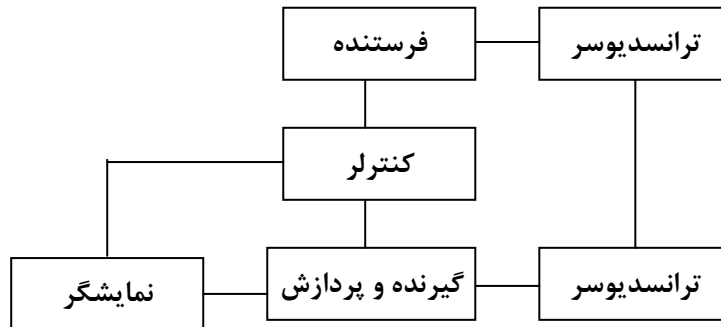 ترانسدیوسر
فرستنده
کنترلر
ترانسدیوسر
گیرنده و پردازش
نمایشگر